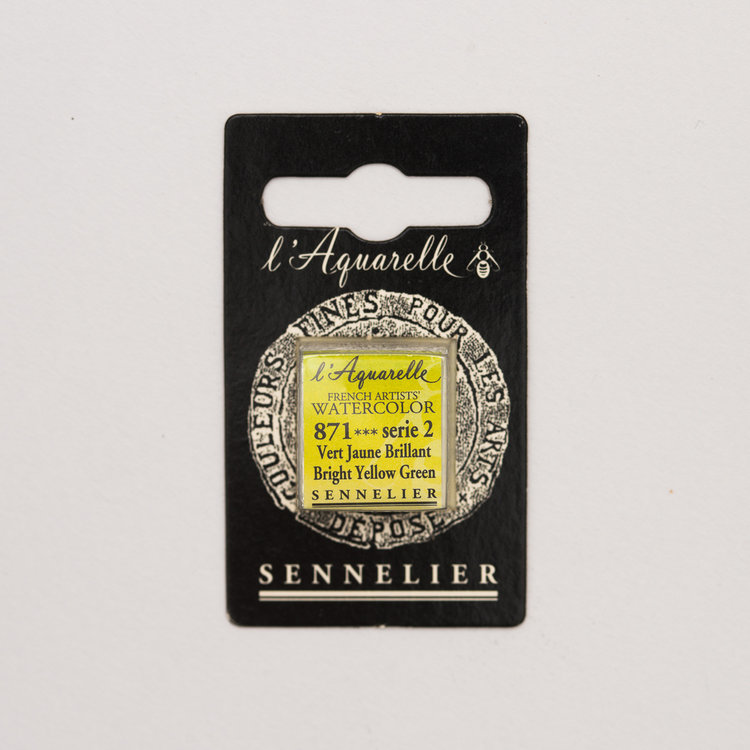 l'Aquarelle
COULEURS FINES POUR LES ARTS
DÉPOSÉ
l'Aquarelle
FRENCH ARTISTS'
WATERCOLOR
871 *** serie 2
Vert Jaune Brillant
Bright Yellow Green
SENNELIER
SENNELIER